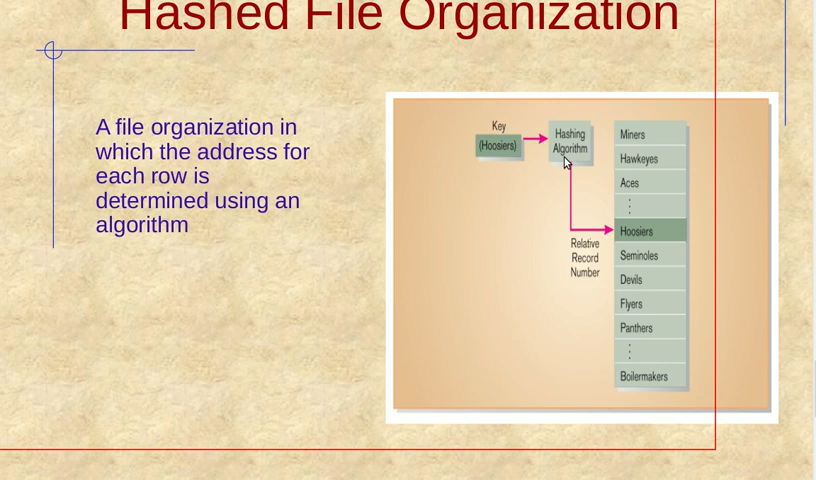 Hashed File Organization
A file organization in
which the address for
each row is
determined using an
algorithm
Key
(Hoosiers)
Hashing
Algorithm
Relative
Record
Number
Miners
Hawkeyes
Aces
Hoosiers
Seminoles
Devils
Flyers
Panthers
Boilermakers